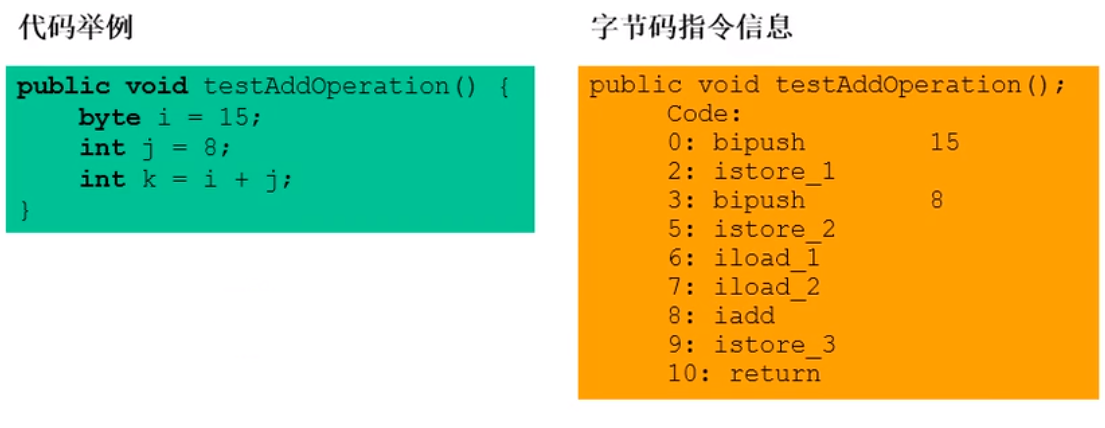 代码举例
public void testAddOperation() {
    byte i = 15;
    int j = 8;
    int k = i + j;
}
字节码指令信息
public void testAddOperation();
     Code:
     0: bipush        15
     2: istore_1
     3: bipush        8
     5: istore_2
     6: iload_1
     7: iload_2
     8: iadd
     9: istore_3
     10: return